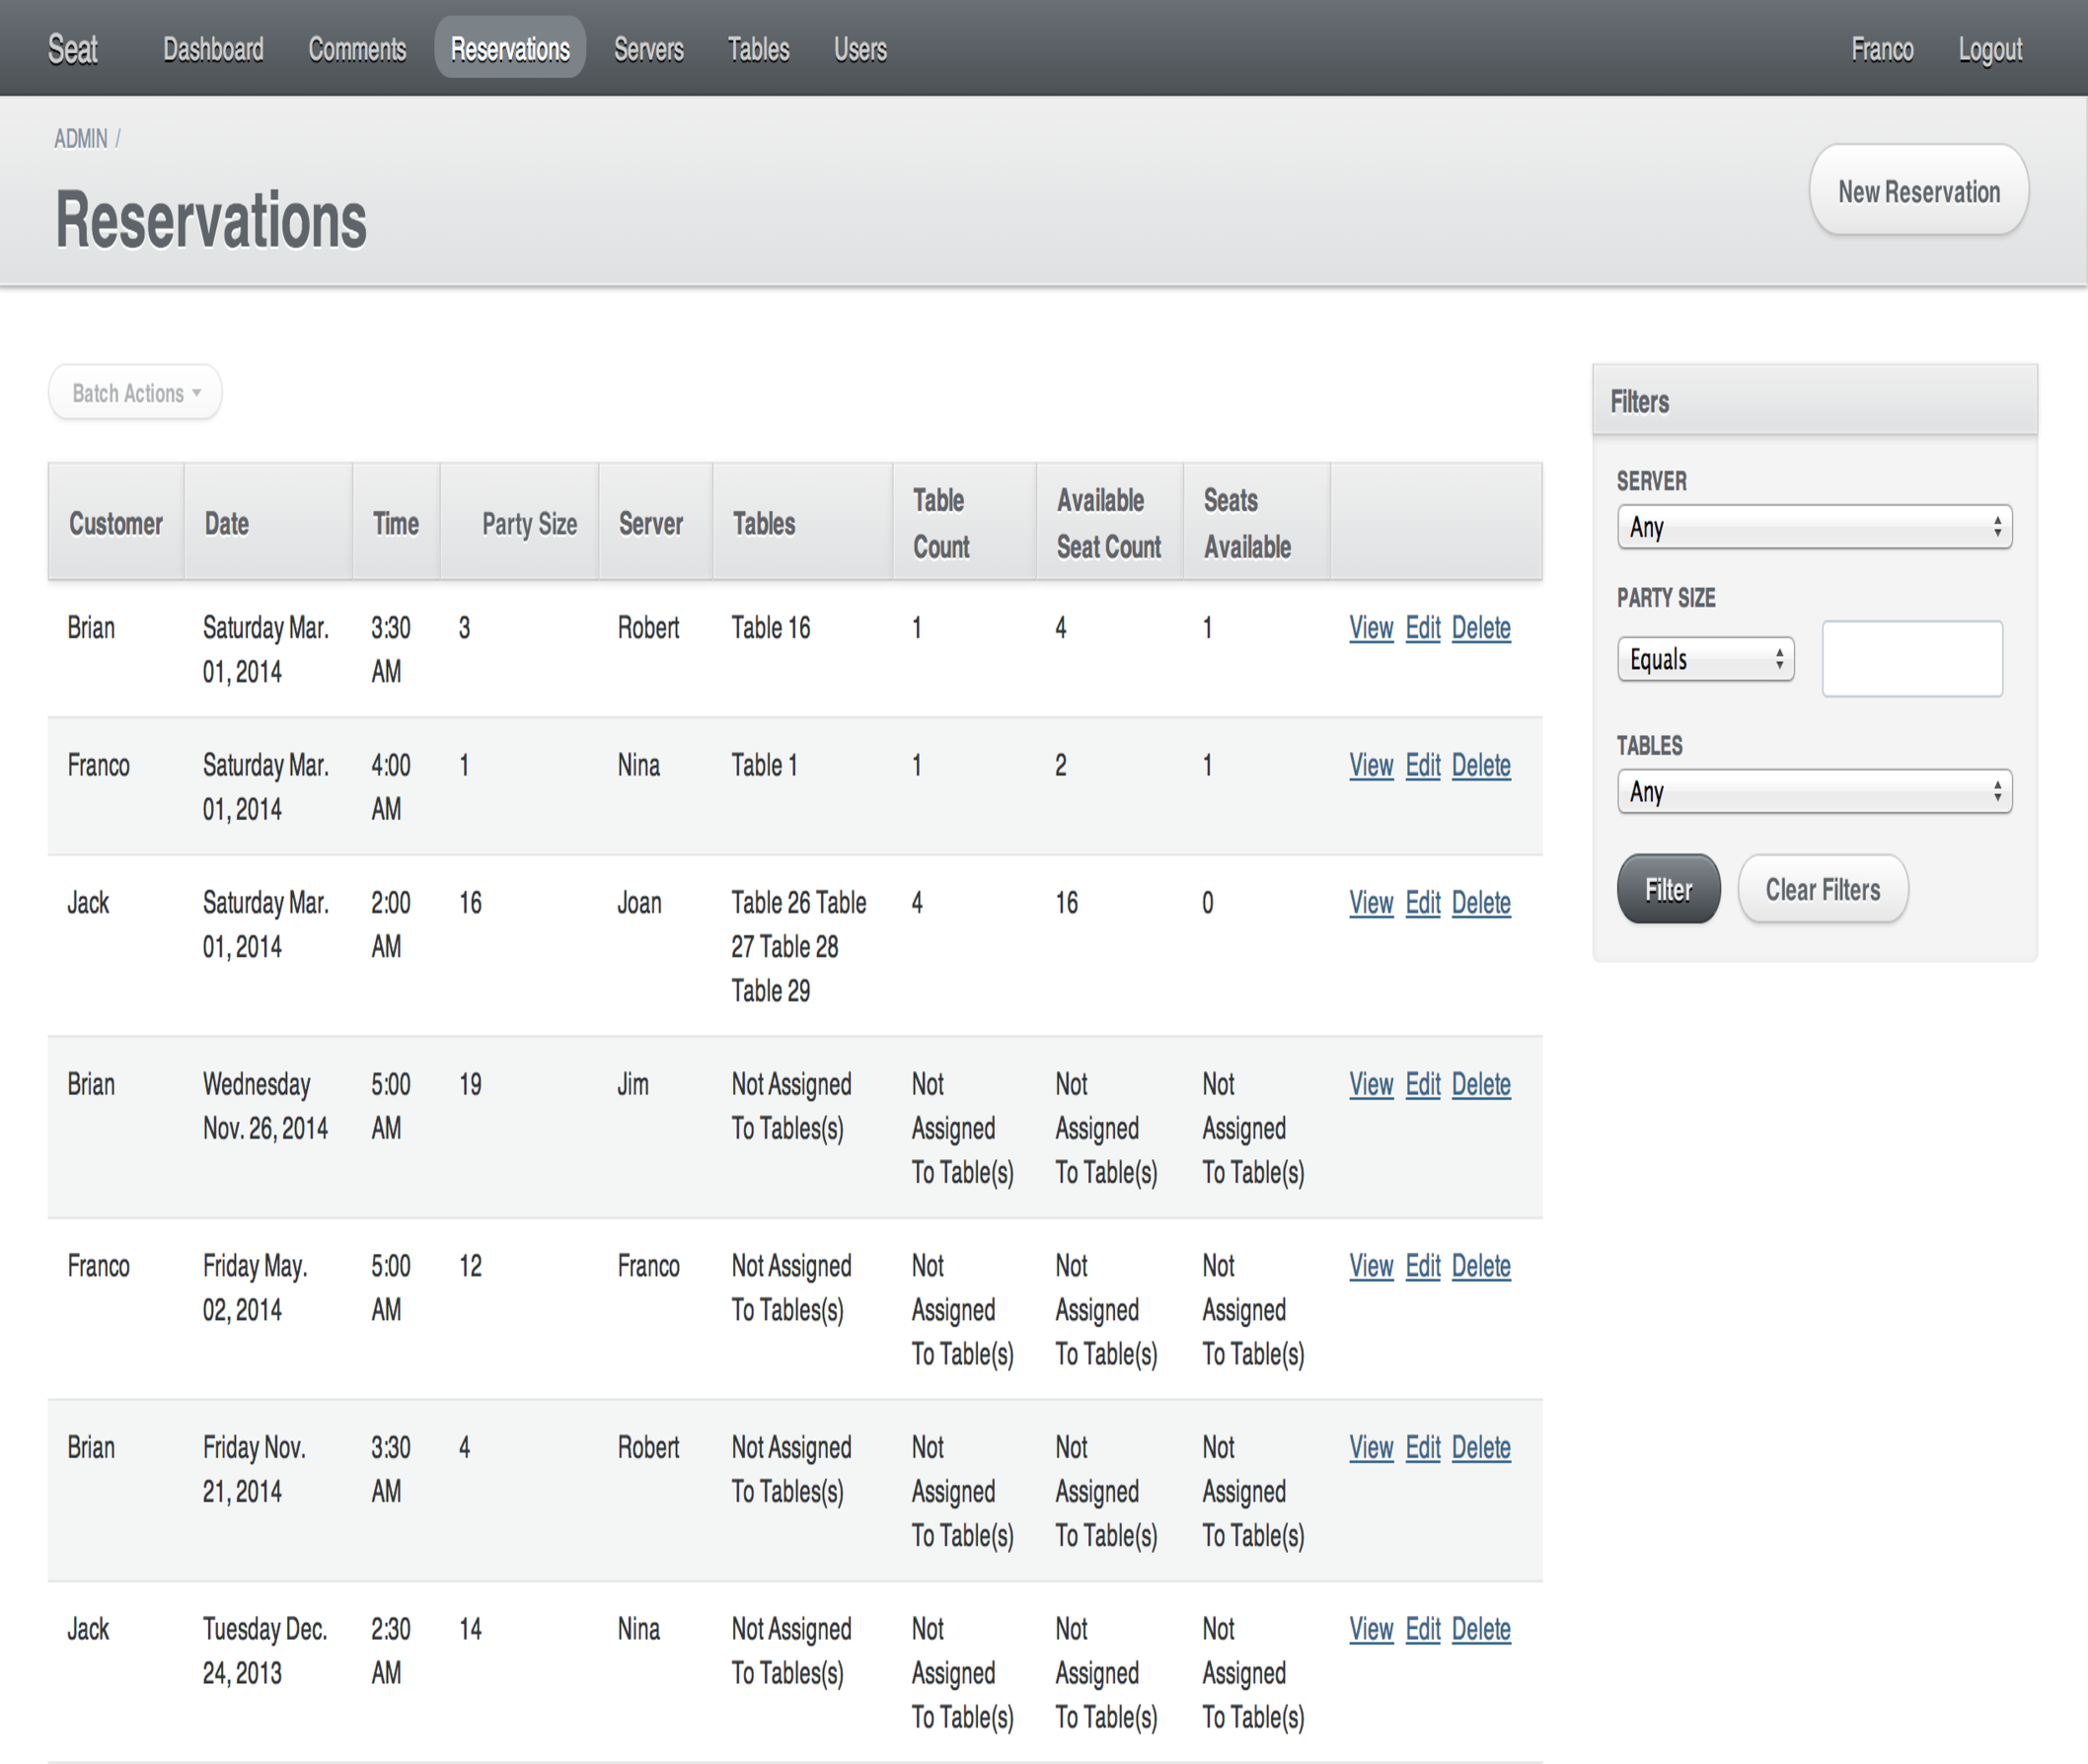 Seat Dashboard Comments Reservations Servers Tables Users Franco Logout
ADMIN /
Reservations
New Reservation
Batch Actions
Customer Date Time Party Size Server Tables Table Count Available Seat Count Seats Available
Brian Saturday Mar. 01, 2014 3:30 AM 3 Robert Table 16 1 4 1 View Edit Delete
Franco Saturday Mar. 01, 2014 4:00 AM 1 Nina Table 1 1 2 1 View Edit Delete
Jack Saturday Mar. 01, 2014 2:00 AM 16 Joan Table 26 Table 27 Table 28 Table 29 4 16 0 View Edit Delete
Brian Wednesday Nov. 26, 2014 5:00 AM 19 Jim Not Assigned To Tables(s) Not Assigned To Table(s) Not Assigned To Table(s) Not Assigned To Table(s) View Edit Delete
Franco Friday May. 02, 2014 5:00 AM 12 Franco Not Assigned To Tables(s) Not Assigned To Table(s) Not Assigned To Table(s) Not Assigned To Table(s) View Edit Delete
Brian Friday Nov. 21, 2014 3:30 AM 4 Robert Not Assigned To Tables(s) Not Assigned To Table(s) Not Assigned To Table(s) Not Assigned To Table(s) View Edit Delete
Jack Tuesday Dec. 24, 2013 2:30 AM 14 Nina Not Assigned To Tables(s) Not Assigned To Table(s) Not Assigned To Table(s) Not Assigned To Table(s) View Edit Delete
Filters
SERVER
Any
PARTY SIZE
Equals
TABLES
Any
Filter Clear Filters